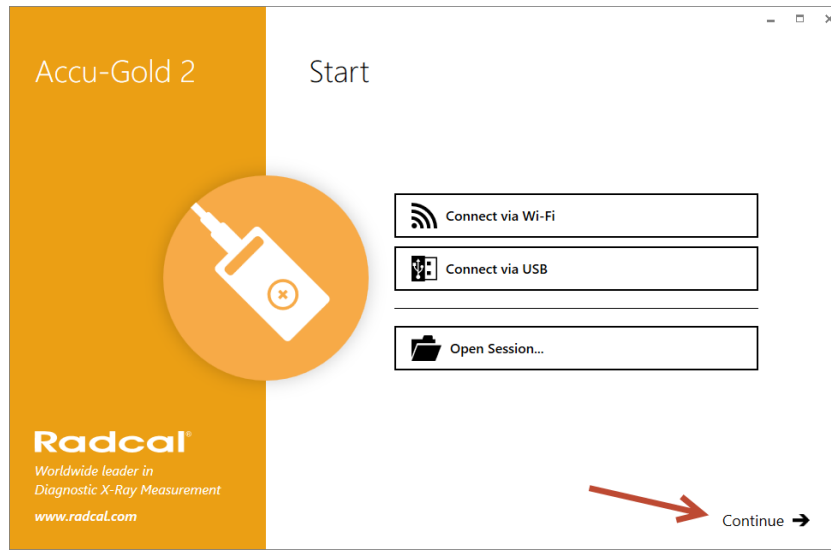 Accu-Gold 2
Start
Connect via Wi-Fi
Connect via USB
Open Session...
Radcal®
Worldwide leader in
Diagnostic X-Ray Measurement
www.radcal.com
Continue